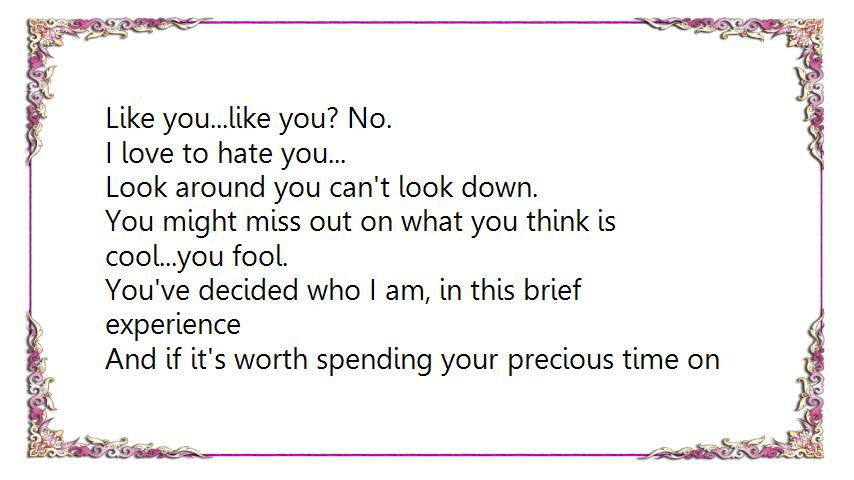 Like you...like you? No.
I love to hate you...
Look around you can't look down.
You might miss out on what you think is
cool...you fool.
You've decided who I am, in this brief
experience
And if it's worth spending your precious time on